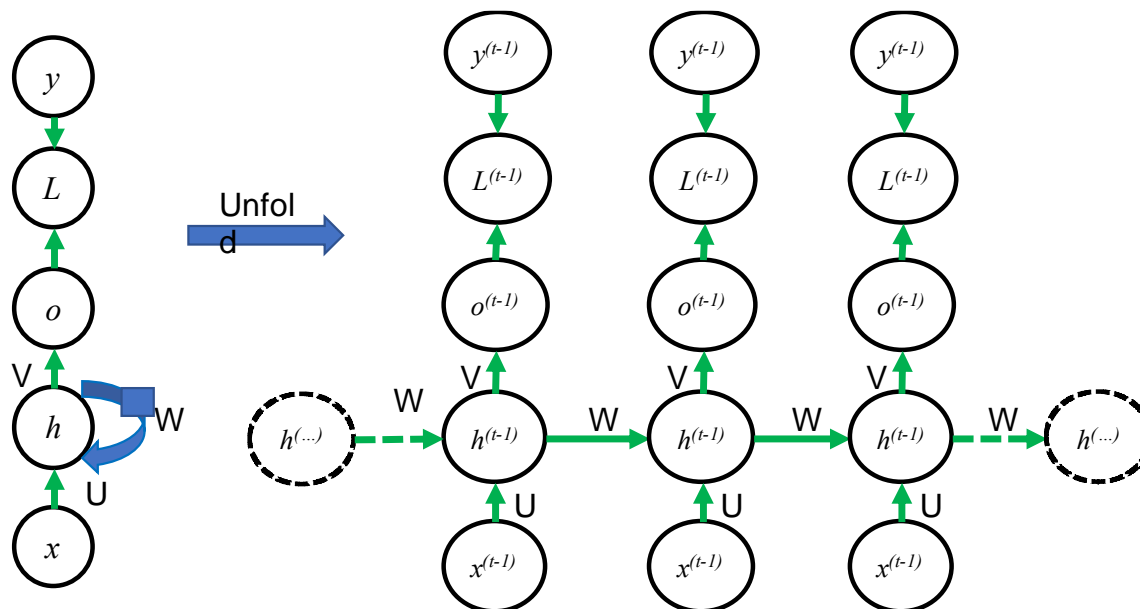 y y^(t-1) y^(t-1) y^(t-1)
L L^(t-1) L^(t-1) L^(t-1)
Unfol
d
o o^(t-1) o^(t-1) o^(t-1)
V V V V
h W h^(...) W h^(t-1) W h^(t-1) W h^(t-1) W h^(...)
U U U U
x x^(t-1) x^(t-1) x^(t-1)